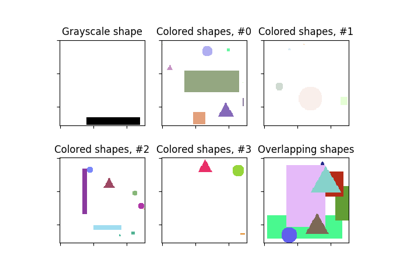 Grayscale shape
Colored shapes, #0
Colored shapes, #1
Colored shapes, #2
Colored shapes, #3
Overlapping shapes